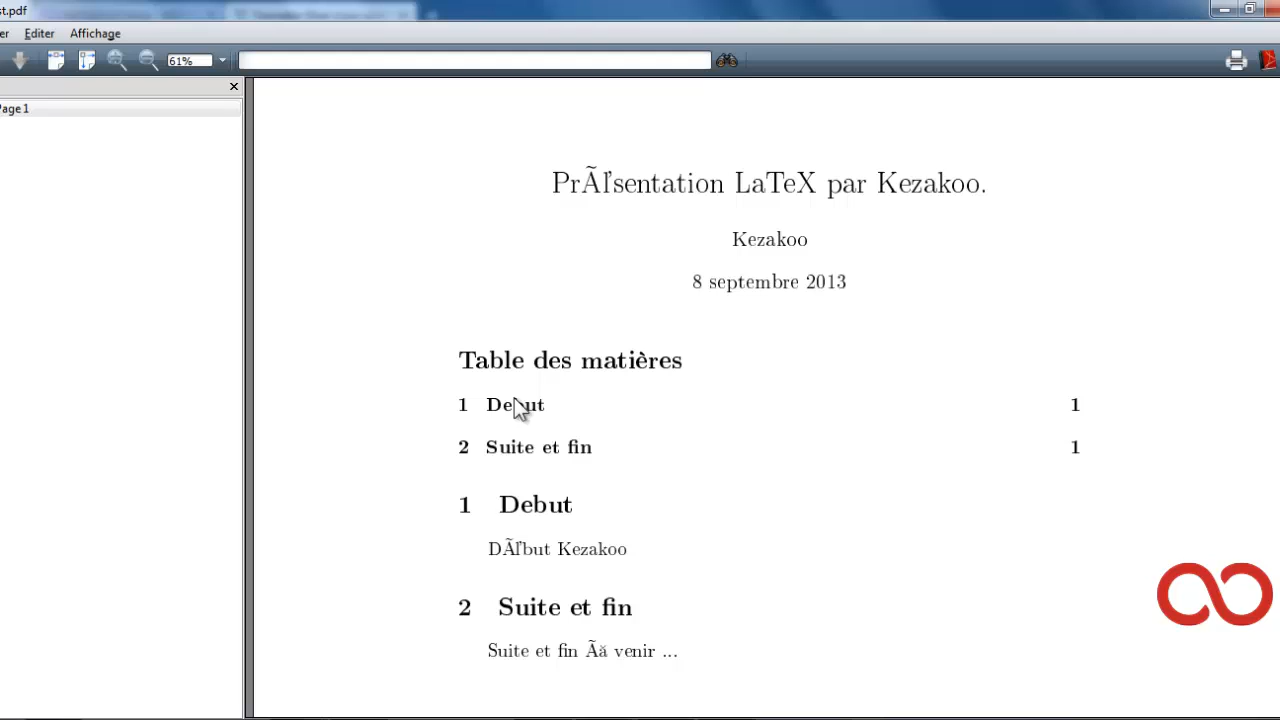 st.pdf
er Editer Affichage
61%
Page 1
PrÃľsentation LaTeX par Kezakoo.
Kezakoo
8 septembre 2013
Table des matières
1 Debut 1
2 Suite et fin 1
1 Debut
DÃľbut Kezakoo
2 Suite et fin
Suite et fin Ãă venir ...